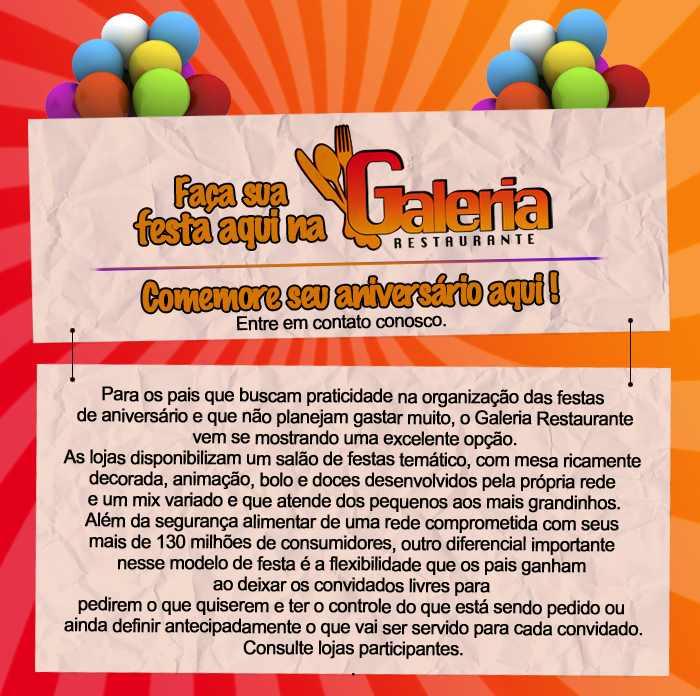 Faça sua
festa aqui na
Galeria
RESTAURANTE
Comemore seu aniversário aqui !
Entre em contato conosco.
Para os pais que buscam praticidade na organização das festas
de aniversário e que não planejam gastar muito, o Galeria Restaurante
vem se mostrando uma excelente opção.
As lojas disponibilizam um salão de festas temático, com mesa ricamente
decorada, animação, bolo e doces desenvolvidos pela própria rede
e um mix variado e que atende dos pequenos aos mais grandinhos.
Além da segurança alimentar de uma rede comprometida com seus
mais de 130 milhões de consumidores, outro diferencial importante
nesse modelo de festa é a flexibilidade que os pais ganham
ao deixar os convidados livres para
pedirem o que quiserem e ter o controle do que está sendo pedido ou
ainda definir antecipadamente o que vai ser servido para cada convidado.
Consulte lojas participantes.